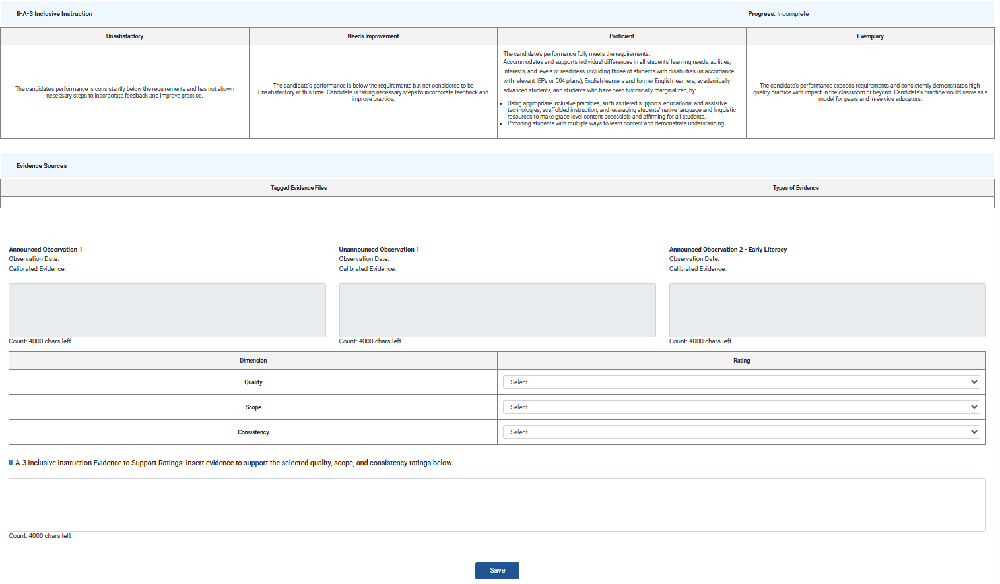 II-A-3 Inclusive Instruction
Progress: Incomplete
Unsatisfactory
Needs Improvement
Proficient
Exemplary
The candidate's performance is consistently below the requirements and has not shown
necessary steps to incorporate feedback and improve practice.
The candidate's performance is below the requirements but not considered to be
Unsatisfactory at this time. Candidate is taking necessary steps to incorporate feedback and
improve practice.
The candidate's performance fully meets the requirements:
Accommodates and supports individual differences in all students' learning needs, abilities,
interests, and levels of readiness, including those of students with disabilities (in accordance
with relevant IEPs or 504 plans), English learners and former English learners, academically
advanced students, and students who have been historically marginalized, by:
• Using appropriate inclusive practices, such as tiered supports, educational and assistive
technologies, scaffolded instruction, and leveraging students' native language and linguistic
resources to make grade-level content accessible and affirming for all students.
• Providing students with multiple ways to learn content and demonstrate understanding.
The candidate's performance exceeds requirements and consistently demonstrates high-
quality practice with impact in the classroom or beyond. Candidate's practice would serve as a
model for peers and in-service educators.
Evidence Sources
Tagged Evidence Files
Types of Evidence
Announced Observation 1
Observation Date:
Calibrated Evidence:
Count: 4000 chars left
Unannounced Observation 1
Observation Date:
Calibrated Evidence:
Count: 4000 chars left
Announced Observation 2 - Early Literacy
Observation Date:
Calibrated Evidence:
Count: 4000 chars left
Dimension
Rating
Quality
Select
Scope
Select
Consistency
Select
II-A-3 Inclusive Instruction Evidence to Support Ratings: Insert evidence to support the selected quality, scope, and consistency ratings below.
Count: 4000 chars left
Save